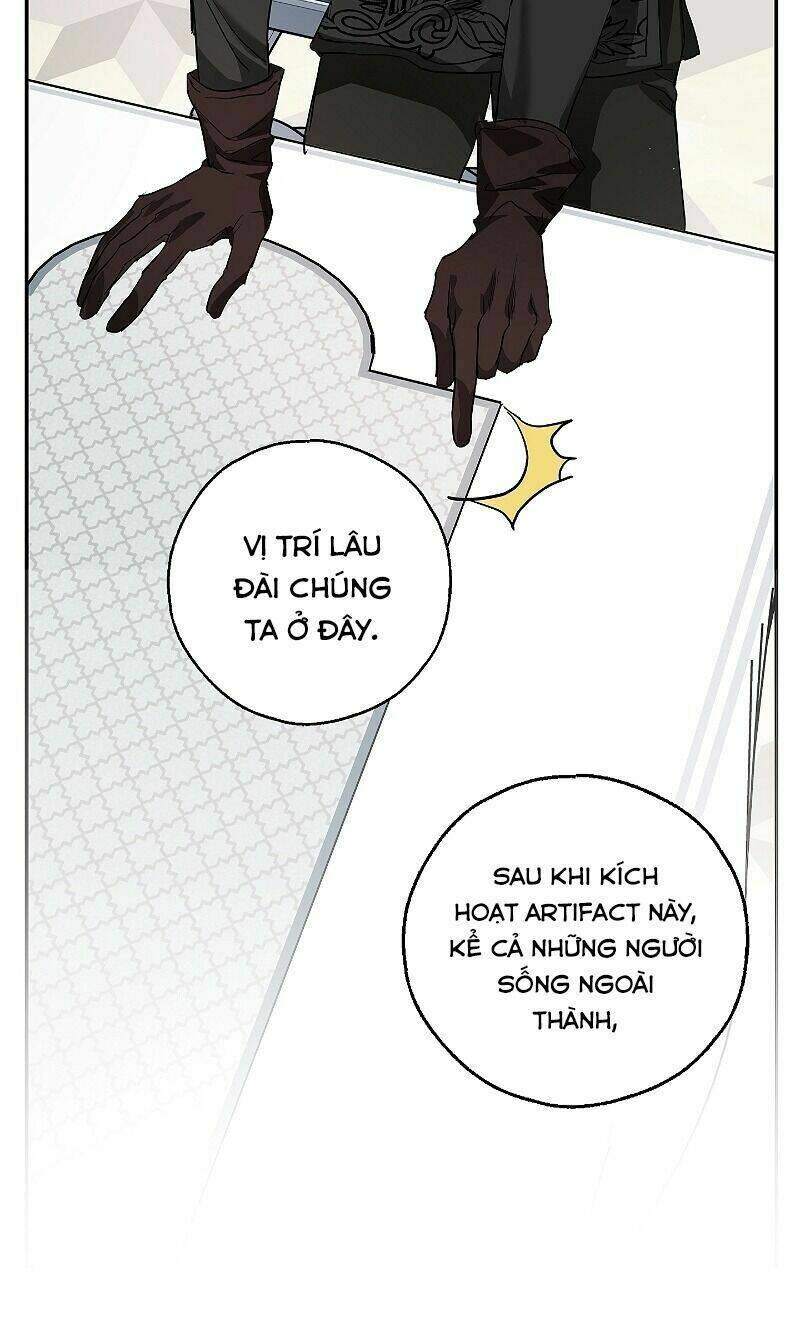 VỊ TRÍ LÂU
ĐÀI CHÚNG
TA Ở ĐÂY.
SAU KHI KÍCH
HOẠT ARTIFACT NÀY,
KỂ CẢ NHỮNG NGƯỜI
SỐNG NGOÀI
THÀNH,